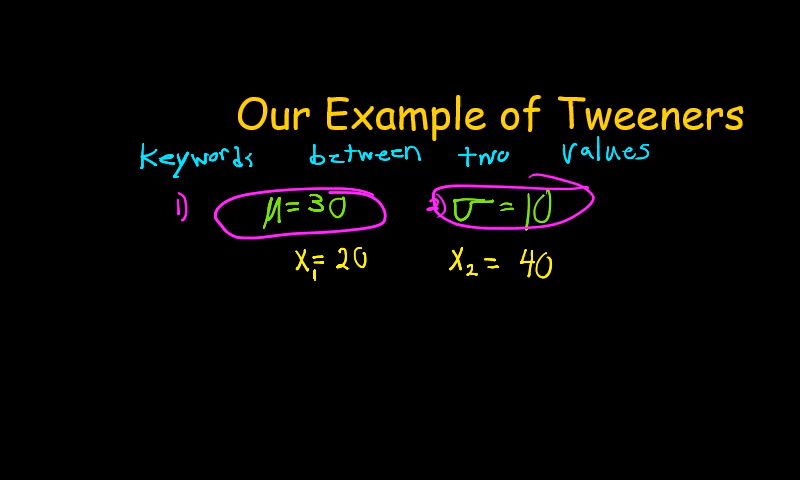 Our Example of Tweeners
Keywords between two values
1) μ = 30 2) σ = 10
x₁ = 20 x₂ = 40